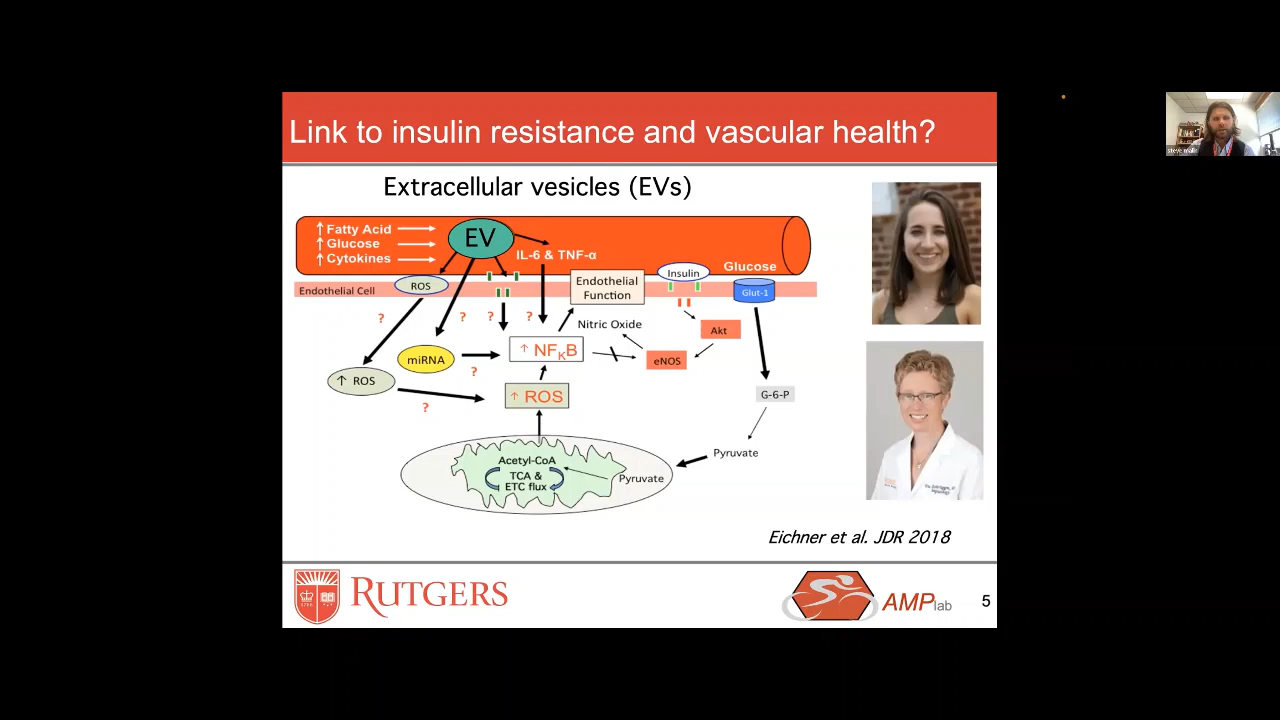 Link to insulin resistance and vascular health?
Extracellular vesicles (EVs)
↑ Fatty Acid
↑ Glucose
↑ Cytokines
EV
IL-6 & TNF-α
Endothelial Cell
ROS
Endothelial
Function
Insulin
Glucose
Glut-1
?
?
?
?
Nitric Oxide
Akt
miRNA
↑ NFKB
eNOS
?
↑ ROS
?
↑ ROS
G-6-P
Pyruvate
Acetyl-CoA
TCA &
ETC flux
Pyruvate
Eichner et al. JDR 2018
RUTGERS
AMPlab
5